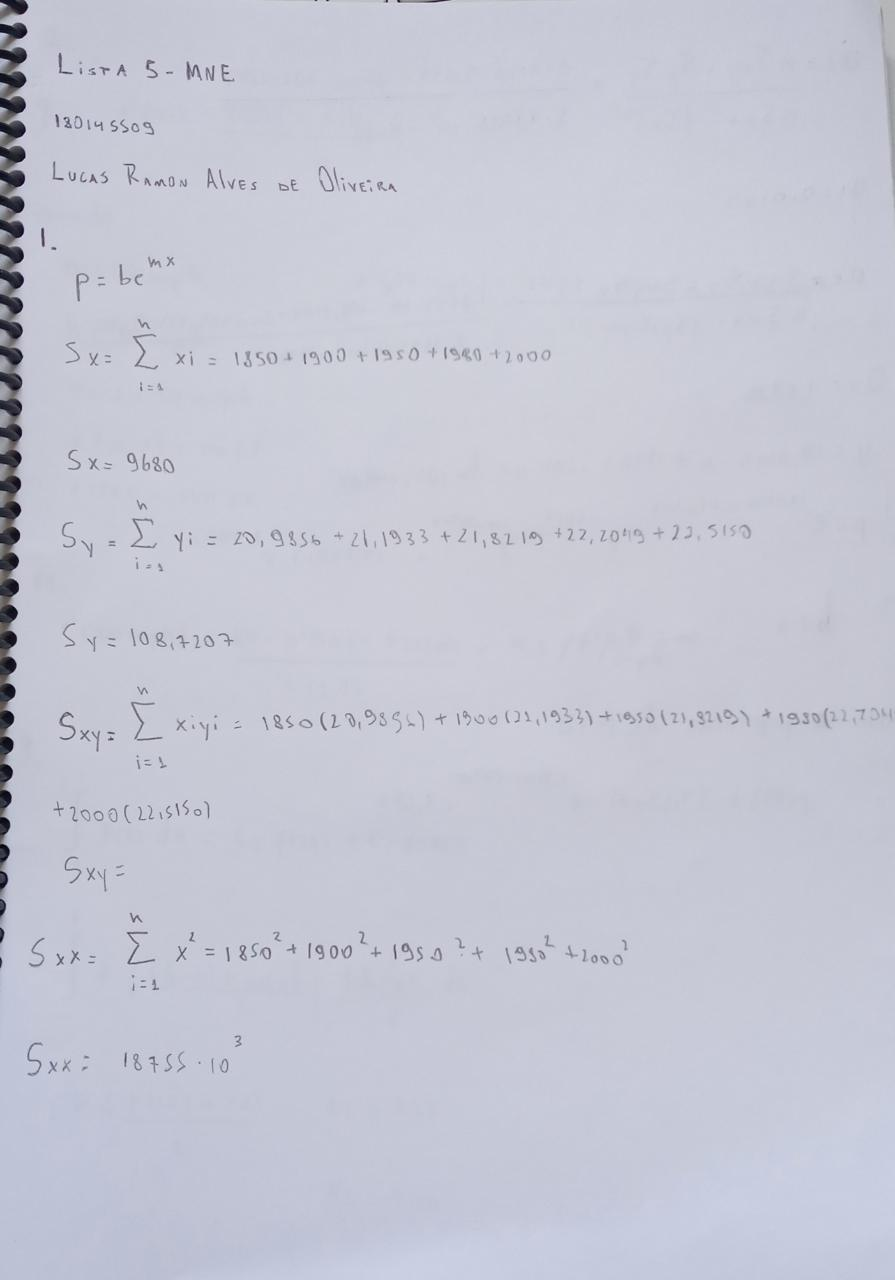 LISTA 5 - MNE
180145509
LUCAS RAMON ALVES DE OLIVEIRA
1.
p = be^mx
Sx = n Σ i=1 xi = 1850 + 1900 + 1950 + 1980 + 2000
Sx = 9680
Sy = n Σ i=1 yi = 20,9856 + 21,1933 + 21,8219 + 22,2049 + 22,5150
Sy = 108,7207
Sxy = n Σ i=1 xiyi = 1850(20,9856) + 1900(21,1933) + 1950(21,8219) + 1980(22,204
+2000(22,5150)
Sxy =
Sxx = n Σ i=1 x² = 1850² + 1900² + 1950² + 1980² + 2000²
Sxx = 18755 · 10³